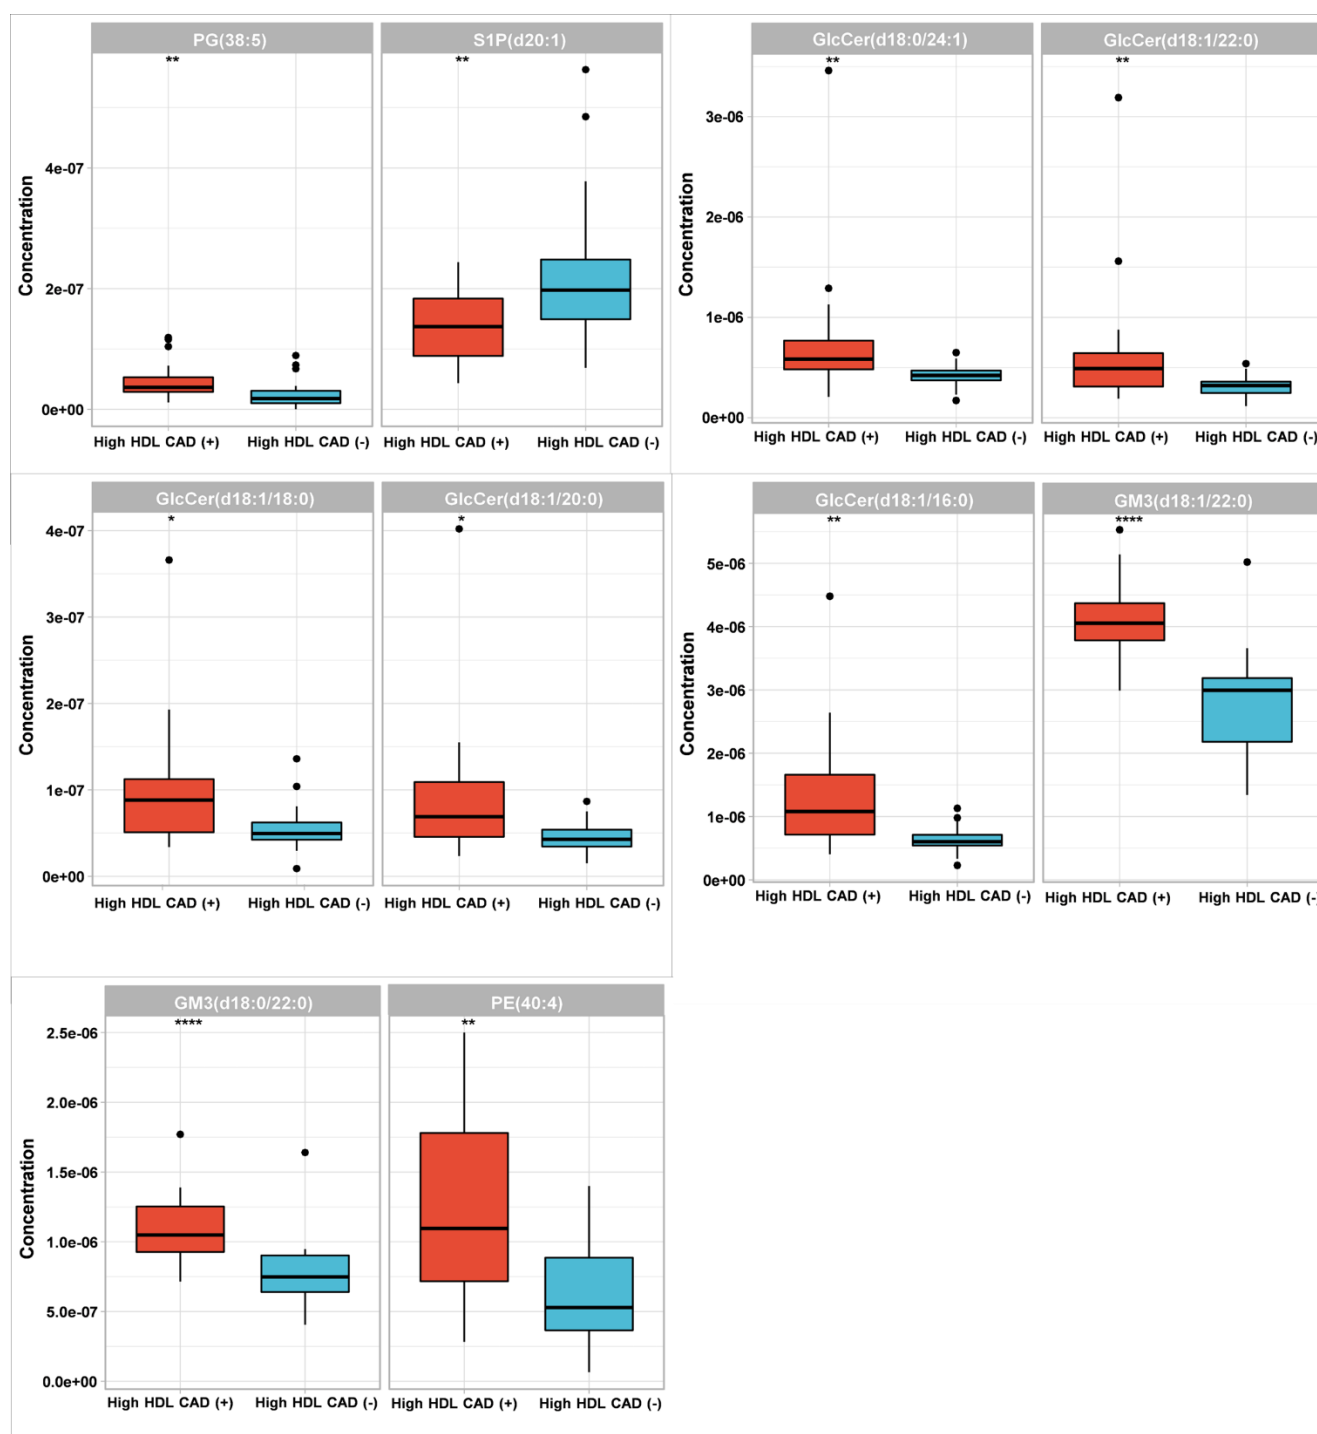 PG(38:5)
**
S1P(d20:1)
**
Concentration
4e-07
2e-07
0e+00
High HDL CAD (+)
High HDL CAD (-)
High HDL CAD (+)
High HDL CAD (-)
GlcCer(d18:0/24:1)
**
GlcCer(d18:1/22:0)
**
Concentration
3e-06
2e-06
1e-06
0e+00
High HDL CAD (+)
High HDL CAD (-)
High HDL CAD (+)
High HDL CAD (-)
GlcCer(d18:1/18:0)
*
GlcCer(d18:1/20:0)
*
Concentration
4e-07
3e-07
2e-07
1e-07
0e+00
High HDL CAD (+)
High HDL CAD (-)
High HDL CAD (+)
High HDL CAD (-)
GlcCer(d18:1/16:0)
**
GM3(d18:1/22:0)
****
Concentration
5e-06
4e-06
3e-06
2e-06
1e-06
0e+00
High HDL CAD (+)
High HDL CAD (-)
High HDL CAD (+)
High HDL CAD (-)
GM3(d18:0/22:0)
****
PE(40:4)
**
Concentration
2.5e-06
2.0e-06
1.5e-06
1.0e-06
5.0e-07
0.0e+00
High HDL CAD (+)
High HDL CAD (-)
High HDL CAD (+)
High HDL CAD (-)